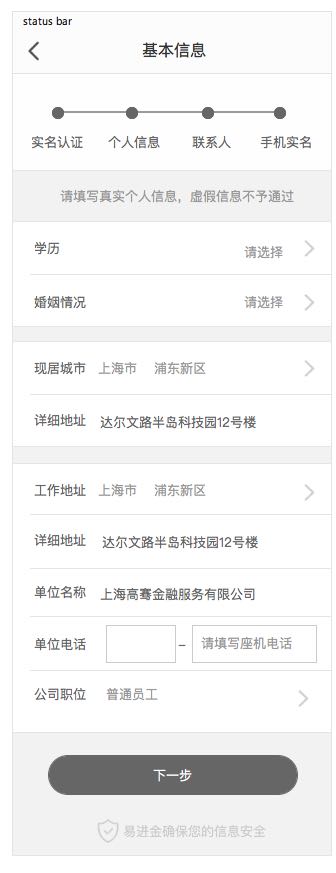 status bar
基本信息
实名认证 个人信息 联系人 手机实名
请填写真实个人信息，虚假信息不予通过
学历 请选择
婚姻情况 请选择
现居城市 上海市 浦东新区
详细地址 达尔文路半岛科技园12号楼
工作地址 上海市 浦东新区
详细地址 达尔文路半岛科技园12号楼
单位名称 上海高骞金融服务有限公司
单位电话 – 请填写座机电话
公司职位 普通员工
下一步
易进金确保您的信息安全